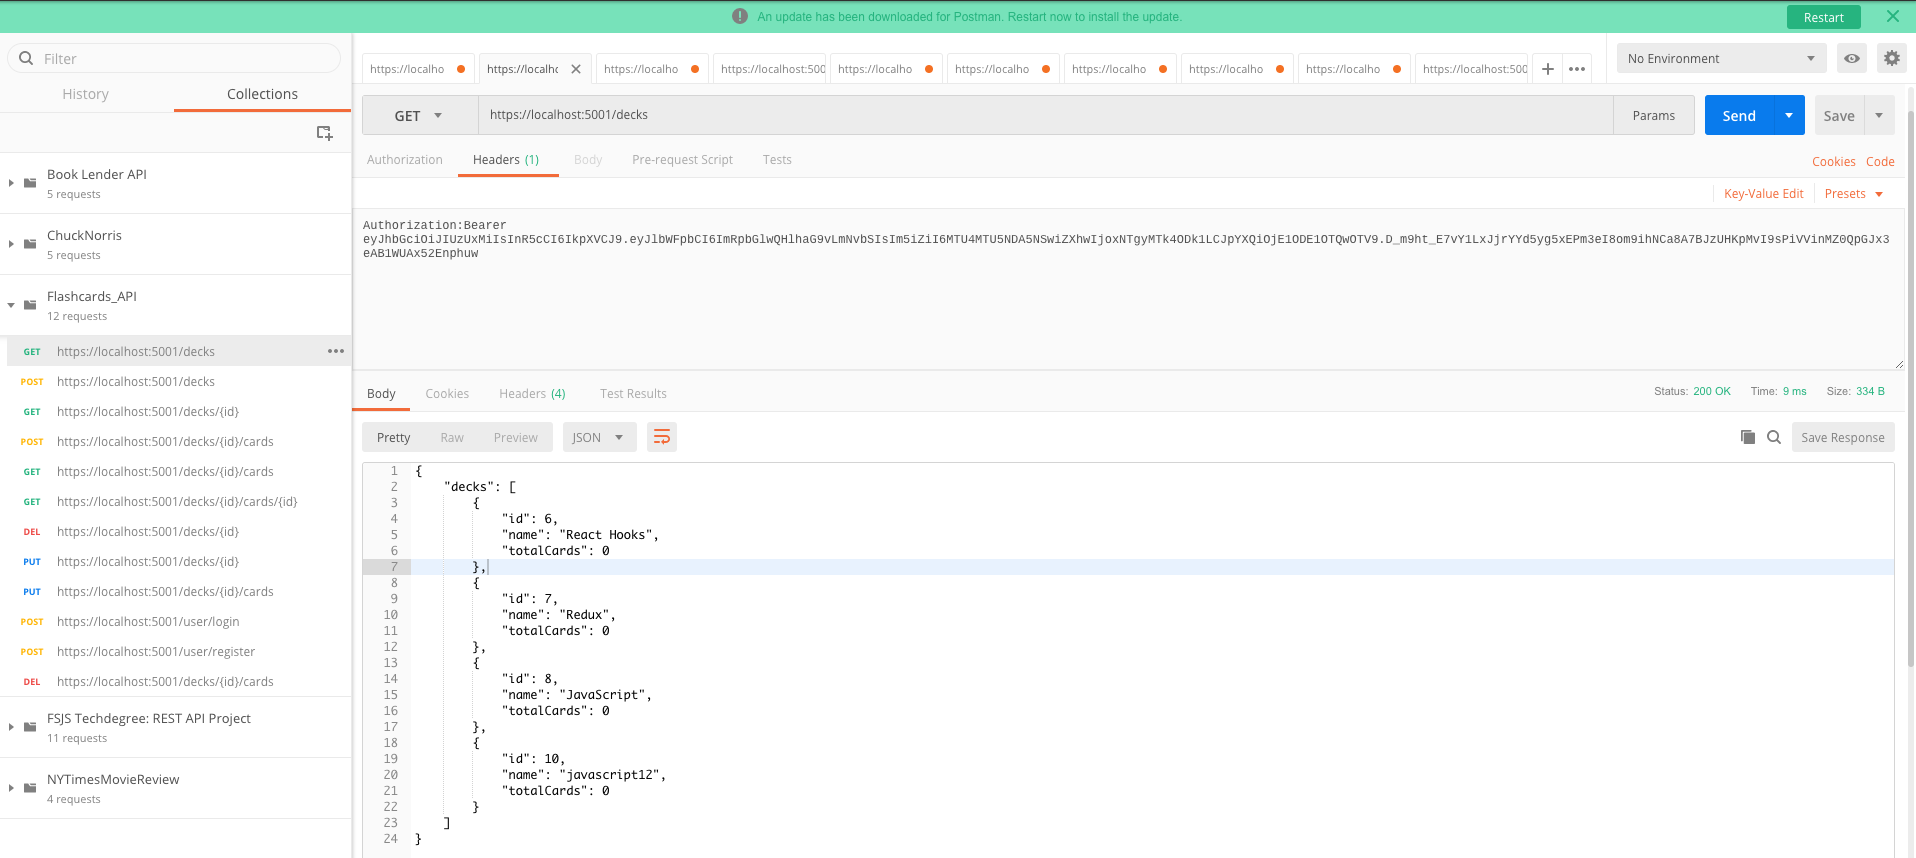 An update has been downloaded for Postman. Restart now to install the update.
Restart
Filter
History
Collections
Book Lender API
5 requests
ChuckNorris
5 requests
Flashcards_API
12 requests
GET https://localhost:5001/decks
POST https://localhost:5001/decks
GET https://localhost:5001/decks/{id}
POST https://localhost:5001/decks/{id}/cards
GET https://localhost:5001/decks/{id}/cards
GET https://localhost:5001/decks/{id}/cards/{id}
DEL https://localhost:5001/decks/{id}
PUT https://localhost:5001/decks/{id}
PUT https://localhost:5001/decks/{id}/cards
POST https://localhost:5001/user/login
POST https://localhost:5001/user/register
DEL https://localhost:5001/decks/{id}/cards
FSJS Techdegree: REST API Project
11 requests
NYTimesMovieReview
4 requests
https://localho https://localhc https://localho https://localhost:500 https://localho https://localho https://localho https://localho https://localho https://localhost:500
No Environment
GET https://localhost:5001/decks Params Send Save
Authorization Headers (1) Body Pre-request Script Tests Cookies Code
Key-Value Edit Presets
Authorization:Bearer
eyJhbGciOiJIUzUxMiIsInR5cCI6IkpXVCJ9.eyJlbWFpbCI6ImRpbGlwQHlhaG9vLmNvbSIsIm5iZiI6MTU4MTU5NDA5NSwiZXhwIjoxNTgyMTk4ODk1LCJpYXQiOjE1ODE1OTQwOTV9.D_m9ht_E7vY1LxJjrYYd5yg5xEPm3eI8om9ihNCa8A7BJzUHKpMvI9sPiVVinMZ0QpGJx3
eAB1WUAx52Enphuw
Body Cookies Headers (4) Test Results Status: 200 OK Time: 9 ms Size: 334 B
Pretty Raw Preview JSON Save Response
1 {
2 "decks": [
3 {
4 "id": 6,
5 "name": "React Hooks",
6 "totalCards": 0
7 },
8 {
9 "id": 7,
10 "name": "Redux",
11 "totalCards": 0
12 },
13 {
14 "id": 8,
15 "name": "JavaScript",
16 "totalCards": 0
17 },
18 {
19 "id": 10,
20 "name": "javascript12",
21 "totalCards": 0
22 }
23 ]
24 }